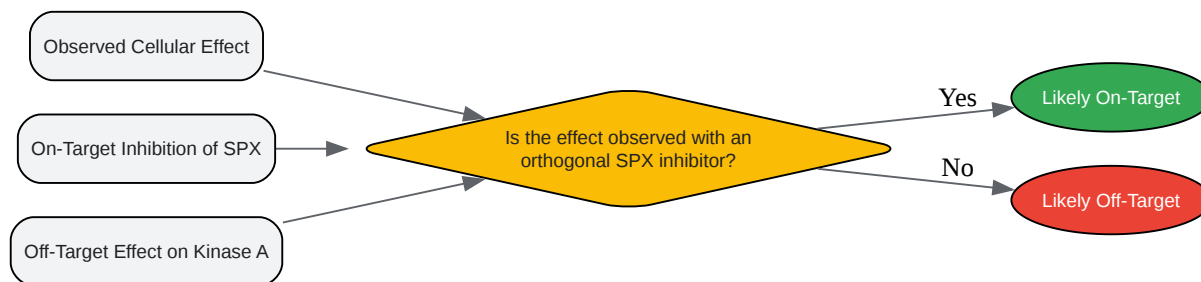 Observed Cellular Effect
On-Target Inhibition of SPX
Off-Target Effect on Kinase A
Is the effect observed with an
orthogonal SPX inhibitor?
Yes
No
Likely On-Target
Likely Off-Target